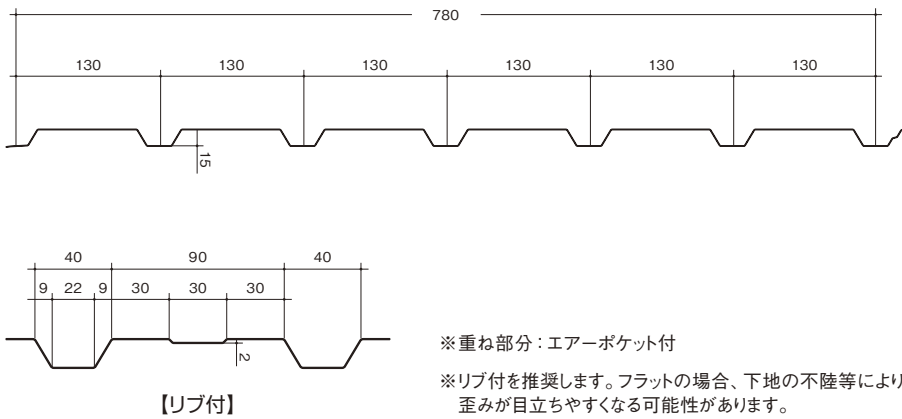 780
130 130 130 130 130 130
15
40 90 40
9 22 9 30 30 30
2
【リブ付】
※重ね部分：エアーポケット付
※リブ付を推奨します。フラットの場合、下地の不陸等により
歪みが目立ちやすくなる可能性があります。